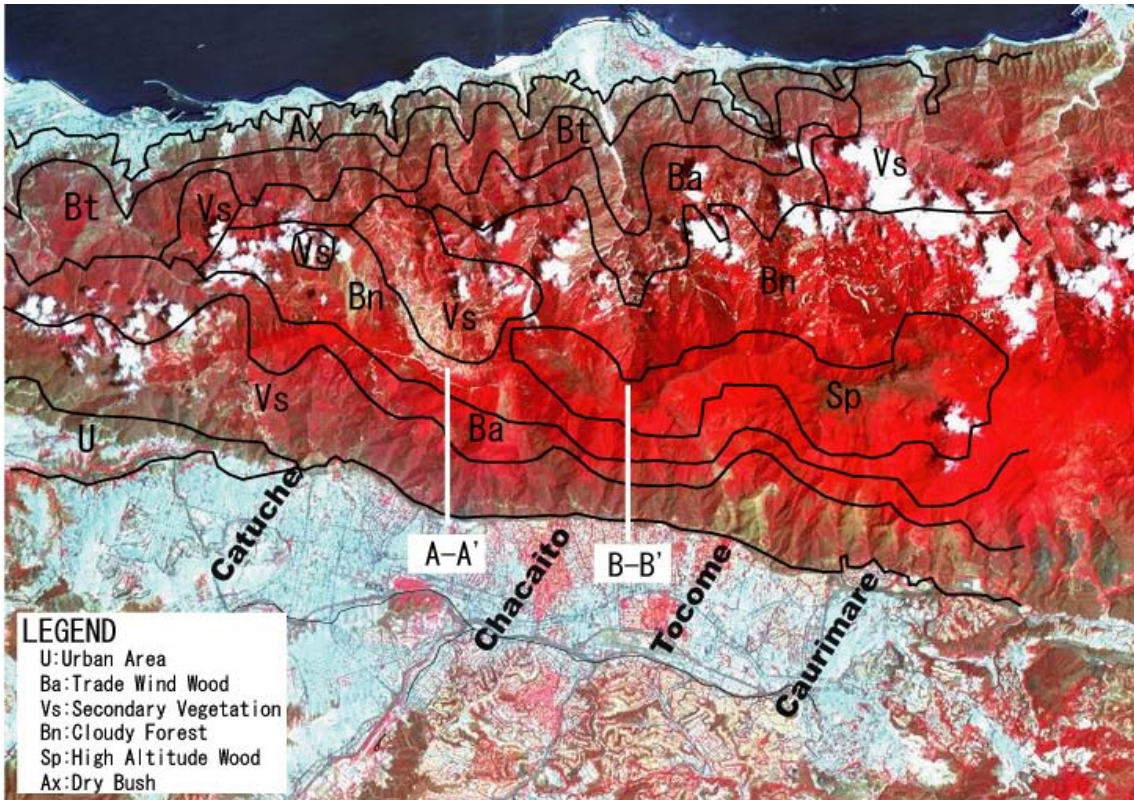 Ax
Bt
Vs
Ba
Bt
Vs
Vs
Bn
Bn
Vs
Vs
Sp
Ba
U
Catuche
A-A'
B-B'
Chacaito
Tocome
Caurimare
LEGEND
U:Urban Area
Ba:Trade Wind Wood
Vs:Secondary Vegetation
Bn:Cloudy Forest
Sp:High Altitude Wood
Ax:Dry Bush